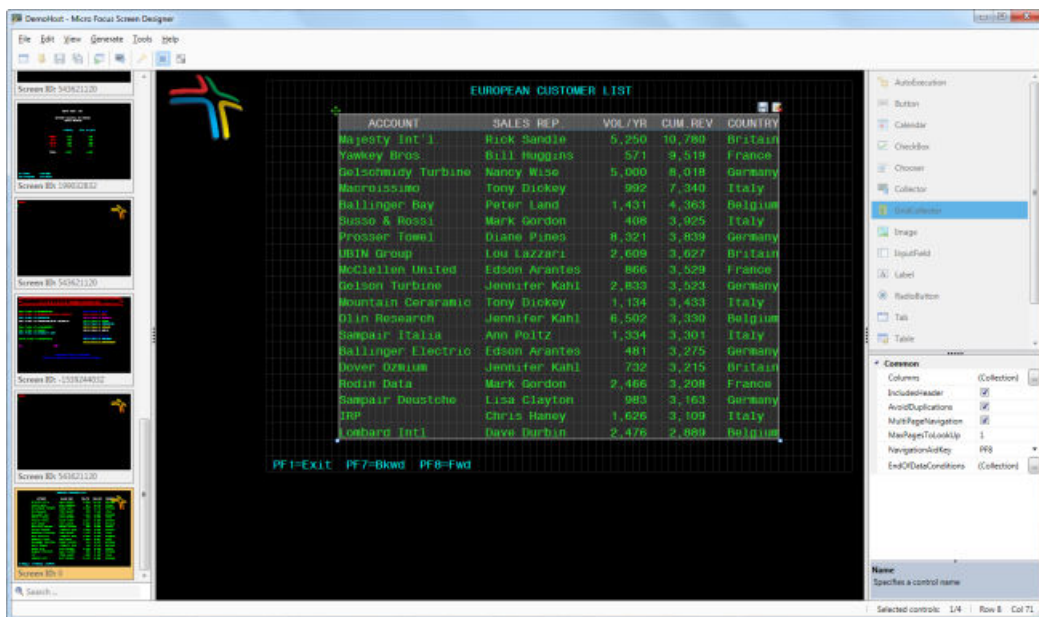 DemoHost - Micro Focus Screen Designer
File Edit View Generate Tools Help
Screen ID: 543621120
Screen ID: 599032832
Screen ID: 543621120
Screen ID: -1539244032
Screen ID: 543621120
Screen ID: 0
Search...
EUROPEAN CUSTOMER LIST
ACCOUNT SALES REP. VOL/YR CUM.REV COUNTRY
Majesty Int'l Rick Sandle 5,250 10,780 Britain
Yawkey Bros. Bill Huggins 571 9,519 France
Gelschmidy Turbine Nancy Wise 5,000 8,018 Germany
Macroissimo Tony Dickey 992 7,340 Italy
Ballinger Bay Peter Land 1,431 4,363 Belgium
Susso & Rossi Mark Gordon 408 3,925 Italy
Prosser Towel Diane Pines 8,321 3,839 Germany
UBIN Group Lou Lazzari 2,609 3,627 Britain
McClellen United Edson Arantes 866 3,529 France
Gelson Turbine Jennifer Kahl 2,833 3,523 Germany
Mountain Ceraramic Tony Dickey 1,134 3,433 Italy
Olin Research Jennifer Kahl 6,502 3,330 Belgium
Sampair Italia Ann Poltz 1,334 3,301 Italy
Ballinger Electric Edson Arantes 481 3,275 Germany
Dover Ozmium Jennifer Kahl 732 3,215 Britain
Rodin Data Mark Gordon 2,466 3,208 France
Sampair Deustche Lisa Clayton 983 3,163 Germany
IRP Chris Haney 1,626 3,109 Italy
Lombard Intl Dave Durbin 2,476 2,889 Belgium
PF1=Exit PF7=Bkwd PF8=Fwd
AutoExecution
Button
Calendar
CheckBox
Chooser
Collector
GridCollector
Image
InputField
Label
RadioButton
Tab
Table
Common
Columns (Collection)
IncludedHeader
AvoidDuplications
MultiPageNavigation
MaxPagesToLookUp 1
NavigationAidKey PF8
EndOfDataConditions (Collection)
Name
Specifies a control name
Selected controls: 1/4 Row 8 Col 71